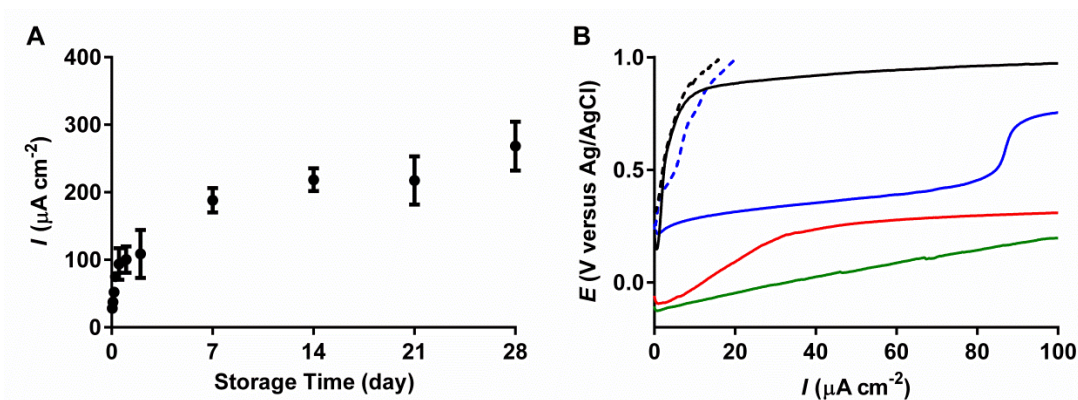 A
400
300
200
100
0
I (µA cm⁻²)
0 7 14 21 28
Storage Time (day)
B
1.0
0.5
0.0
E (V versus Ag/AgCl)
0 20 40 60 80 100
I (µA cm⁻²)